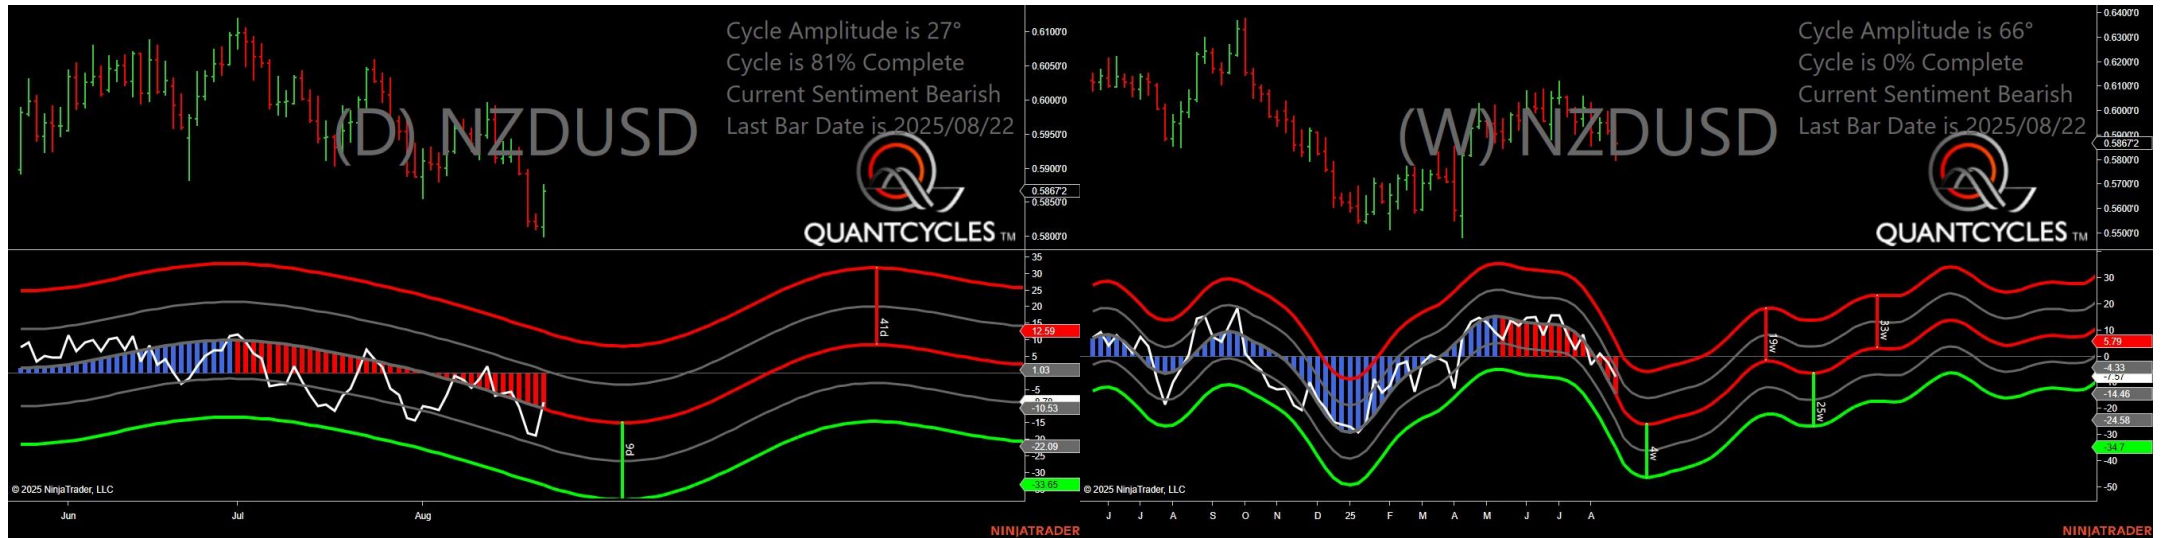 Cycle Amplitude is 27°
Cycle is 81% Complete
Current Sentiment Bearish
Last Bar Date is 2025/08/22
(D) NZDUSD
QUANTCYCLES TM
0.6100'0
0.6050'0
0.6000'0
0.5950'0
0.5900'0
0.5867'2
0.5850'0
0.5800'0
35
30
25
20
15
12.59
10
5
1.03
-5
-10.53
-15
-22.09
-25
-30
-33.65
41d
9d
© 2025 NinjaTrader, LLC
Jun
Jul
Aug
NINJATRADER
Cycle Amplitude is 66°
Cycle is 0% Complete
Current Sentiment Bearish
Last Bar Date is 2025/08/22
(W) NZDUSD
QUANTCYCLES TM
0.6400'0
0.6300'0
0.6200'0
0.6100'0
0.6000'0
0.5900'0
0.5867'2
0.5800'0
0.5700'0
0.5600'0
0.5500'0
30
20
10
5.79
0
-4.33
-7.57
-14.46
-20
-24.58
-30
-34.7
-40
-50
19w
33w
25w
4w
© 2025 NinjaTrader, LLC
J
J
A
S
O
N
D
25
F
M
A
M
J
J
A
NINJATRADER